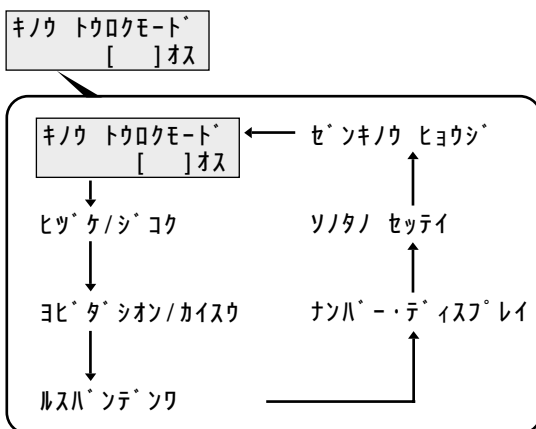 キノウ トウロクモード
[ ]オス
キノウ トウロクモード
[ ]オス
ゼンキノウ ヒョウジ
ヒヅケ/ジコク
ソノタノ セッテイ
ヨビダシオン/カイスウ
ナンバー・ディスプレイ
ルスバンデンワ